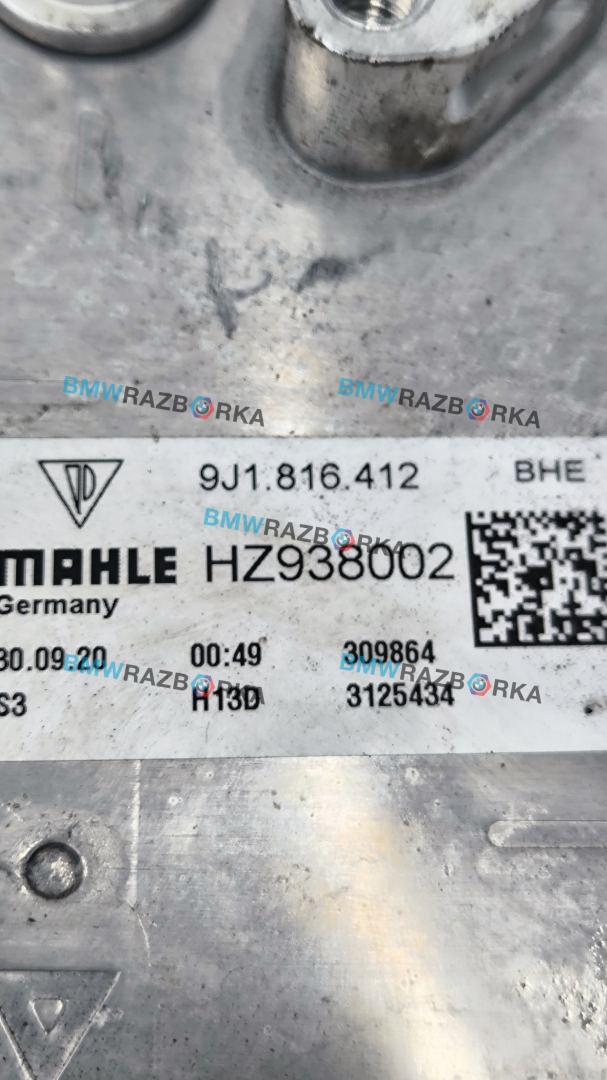 BMWRAZBORKA BMWRAZBORKA
9J1.816.412 BHE
BMWRAZBORKA
MAHLE HZ938002
Germany
30.09.20 00:49 309864
BMWRAZBORKA BMWRAZBORKA
S3 H13D 3125434